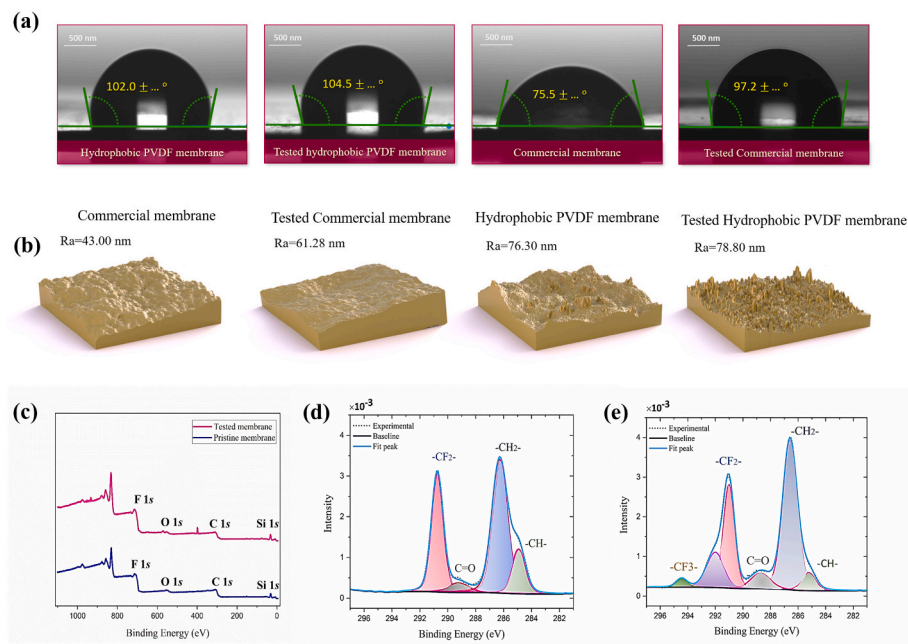 (a)
500 nm
102.0 ± ... °
Hydrophobic PVDF membrane
500 nm
104.5 ± ... °
Tested hydrophobic PVDF membrane
500 nm
75.5 ± ... °
Commercial membrane
500 nm
97.2 ± ... °
Tested Commercial membrane
(b)
Commercial membrane
Ra=43.00 nm
Tested Commercial membrane
Ra=61.28 nm
Hydrophobic PVDF membrane
Ra=76.30 nm
Tested Hydrophobic PVDF membrane
Ra=78.80 nm
(c)
Tested membrane
Pristine membrane
F 1s
O 1s
C 1s
Si 1s
F 1s
O 1s
C 1s
Si 1s
1000 800 600 400 200 0
Binding Energy (eV)
(d)
×10-3
Experimental
Baseline
Fit peak
-CF2-
-CH2-
-CH-
C=O
Intensity
4
3
2
1
0
296 294 292 290 288 286 284 282
Binding Energy (eV)
(e)
×10-3
Experimental
Baseline
Fit peak
-CH2-
-CF2-
C=O
-CF3-
-CH-
Intensity
4
3
2
1
0
296 294 292 290 288 286 284 282
Binding Energy (eV)